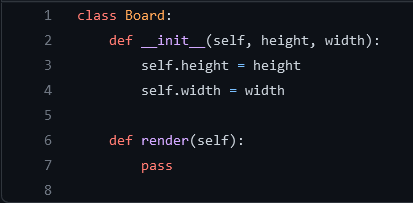 1 class Board:
2     def __init__(self, height, width):
3         self.height = height
4         self.width = width
5
6     def render(self):
7         pass
8